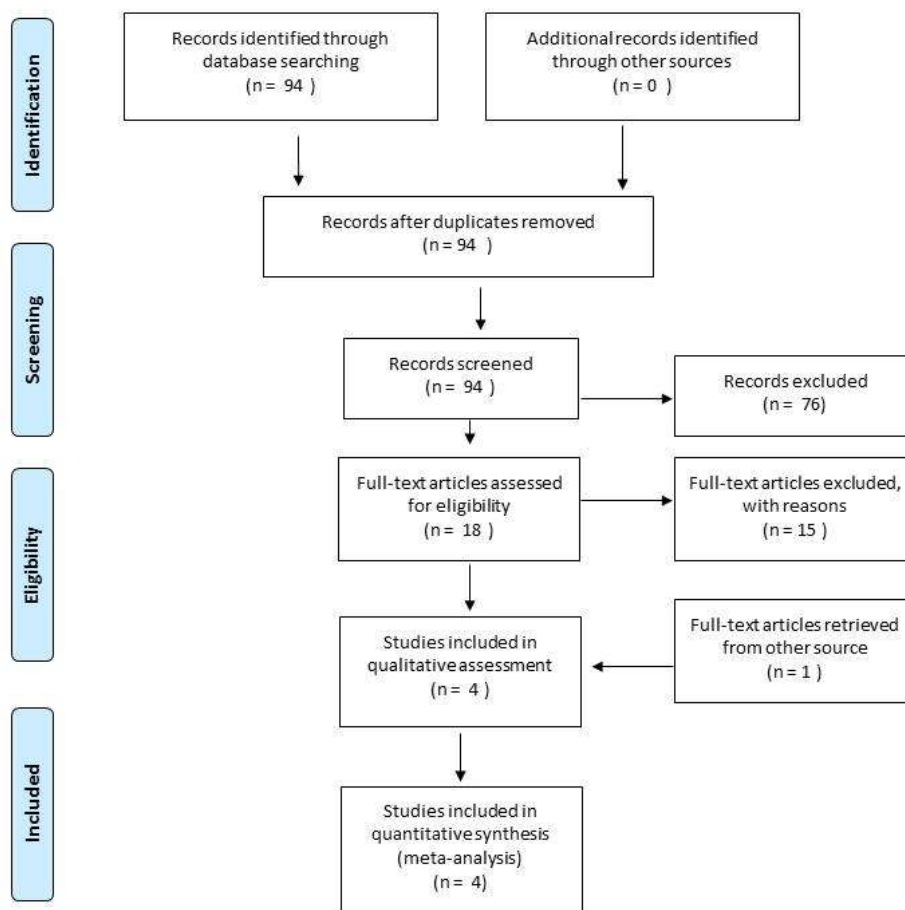 Identification
Records identified through
database searching
(n = 94 )
Additional records identified
through other sources
(n = 0 )
Records after duplicates removed
(n = 94 )
Screening
Records screened
(n = 94 )
Records excluded
(n = 76)
Eligibility
Full-text articles assessed
for eligibility
(n = 18 )
Full-text articles excluded,
with reasons
(n = 15 )
Studies included in
qualitative assessment
(n = 4 )
Full-text articles retrieved
from other source
(n = 1 )
Included
Studies included in
quantitative synthesis
(meta-analysis)
(n = 4)